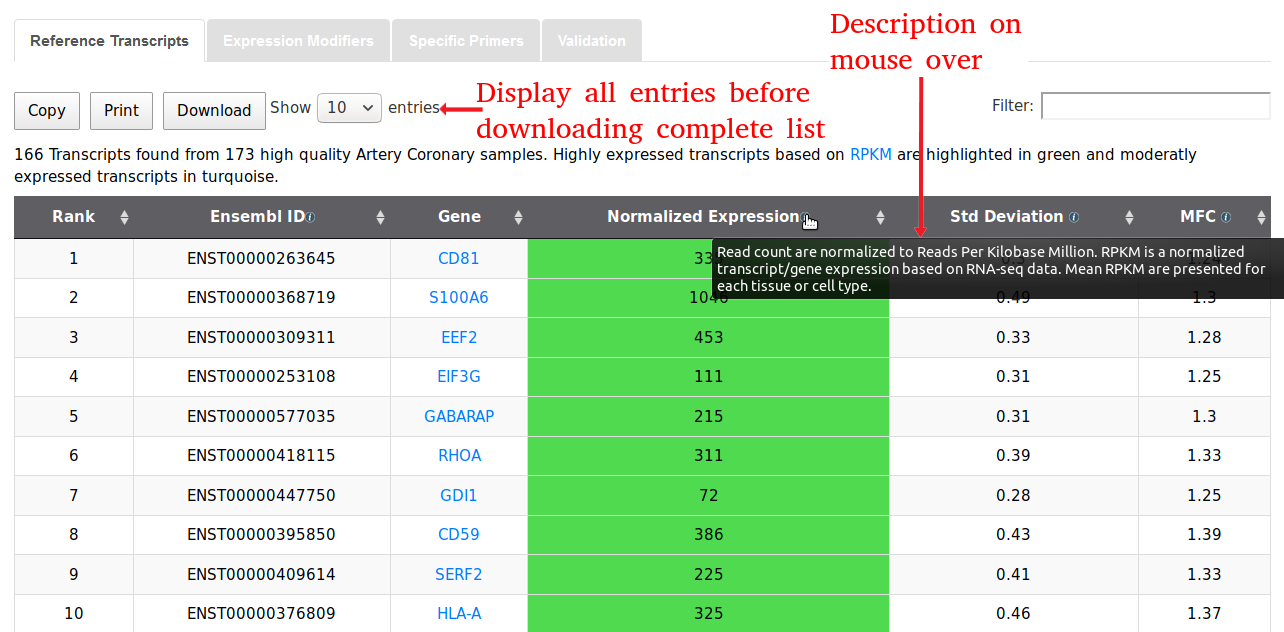 Reference Transcripts Expression Modifiers Specific Primers Validation
Description on
mouse over
Copy Print Download Show 10 entries
Display all entries before
downloading complete list
Filter:
166 Transcripts found from 173 high quality Artery Coronary samples. Highly expressed transcripts based on RPKM are highlighted in green and moderatly
expressed transcripts in turquoise.
Rank Ensembl ID Gene Normalized Expression Std Deviation MFC
Read count are normalized to Reads Per Kilobase Million. RPKM is a normalized
transcript/gene expression based on RNA-seq data. Mean RPKM are presented for
each tissue or cell type.
1 ENST00000263645 CD81
2 ENST00000368719 S100A6 1046 0.49 1.3
3 ENST00000309311 EEF2 453 0.33 1.28
4 ENST00000253108 EIF3G 111 0.31 1.25
5 ENST00000577035 GABARAP 215 0.31 1.3
6 ENST00000418115 RHOA 311 0.39 1.33
7 ENST00000447750 GDI1 72 0.28 1.25
8 ENST00000395850 CD59 386 0.43 1.39
9 ENST00000409614 SERF2 225 0.41 1.33
10 ENST00000376809 HLA-A 325 0.46 1.37